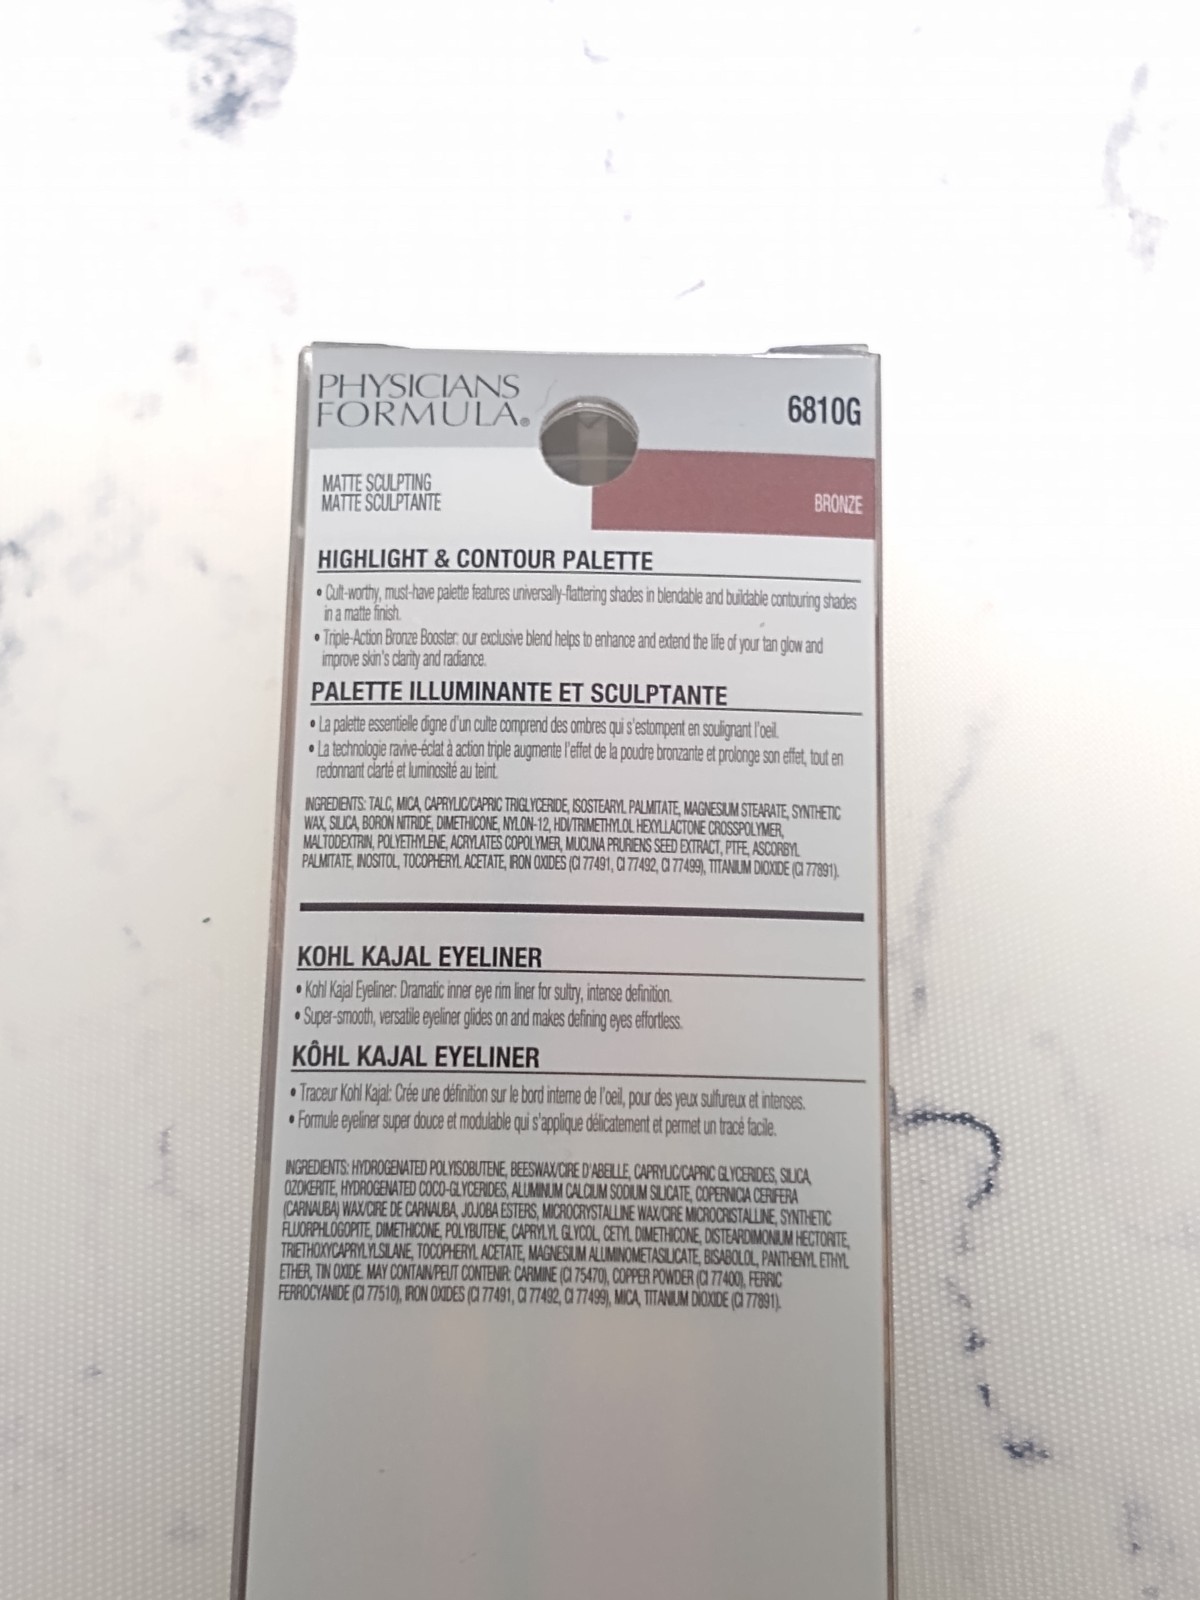 PHYSICIANS
FORMULA®
6810G
MATTE SCULPTING
MATTE SCULPTANTE
BRONZE
HIGHLIGHT & CONTOUR PALETTE
• Cult-worthy, must-have palette features universally-flattering shades in blendable and buildable contouring shades
in a matte finish.
• Triple-Action Bronze Booster: our exclusive blend helps to enhance and extend the life of your tan glow and
improve skin's clarity and radiance.
PALETTE ILLUMINANTE ET SCULPTANTE
• La palette essentielle digne d'un culte comprend des ombres qui s'estompent en soulignant l'oeil.
• La technologie ravive-éclat à action triple augmente l'effet de la poudre bronzante et prolonge son effet, tout en
redonnant clarté et luminosité au teint.
INGREDIENTS: TALC, MICA, CAPRYLIC/CAPRIC TRIGLYCERIDE, ISOSTEARYL PALMITATE, MAGNESIUM STEARATE, SYNTHETIC
WAX, SILICA, BORON NITRIDE, DIMETHICONE, NYLON-12, HDI/TRIMETHYLOL HEXYLLACTONE CROSSPOLYMER,
MALTODEXTRIN, POLYETHYLENE, ACRYLATES COPOLYMER, MUCUNA PRURIENS SEED EXTRACT, PTFE, ASCORBYL
PALMITATE, INOSITOL, TOCOPHERYL ACETATE, IRON OXIDES (CI 77491, CI 77492, CI 77499), TITANIUM DIOXIDE (CI 77891).
KOHL KAJAL EYELINER
• Kohl Kajal Eyeliner: Dramatic inner eye rim liner for sultry, intense definition.
• Super-smooth, versatile eyeliner glides on and makes defining eyes effortless.
KÔHL KAJAL EYELINER
• Traceur Kohl Kajal: Crée une définition sur le bord interne de l'oeil, pour des yeux sulfureux et intenses.
• Formule eyeliner super douce et modulable qui s'applique délicatement et permet un tracé facile.
INGREDIENTS: HYDROGENATED POLYISOBUTENE, BEESWAX/CIRE D'ABEILLE, CAPRYLIC/CAPRIC GLYCERIDES, SILICA,
OZOKERITE, HYDROGENATED COCO-GLYCERIDES, ALUMINUM CALCIUM SODIUM SILICATE, COPERNICIA CERIFERA
(CARNAUBA) WAX/CIRE DE CARNAUBA, JOJOBA ESTERS, MICROCRYSTALLINE WAX/CIRE MICROCRISTALLINE, SYNTHETIC
FLUORPHLOGOPITE, DIMETHICONE, POLYBUTENE, CAPRYLYL GLYCOL, CETYL DIMETHICONE, DISTEARDIMONIUM HECTORITE,
TRIETHOXYCAPRYLYLSILANE, TOCOPHERYL ACETATE, MAGNESIUM ALUMINOMETASILICATE, BISABOLOL, PANTHENYL ETHYL
ETHER, TIN OXIDE. MAY CONTAIN/PEUT CONTENIR: CARMINE (CI 75470), COPPER POWDER (CI 77400), FERRIC
FERROCYANIDE (CI 77510), IRON OXIDES (CI 77491, CI 77492, CI 77499), MICA, TITANIUM DIOXIDE (CI 77891).